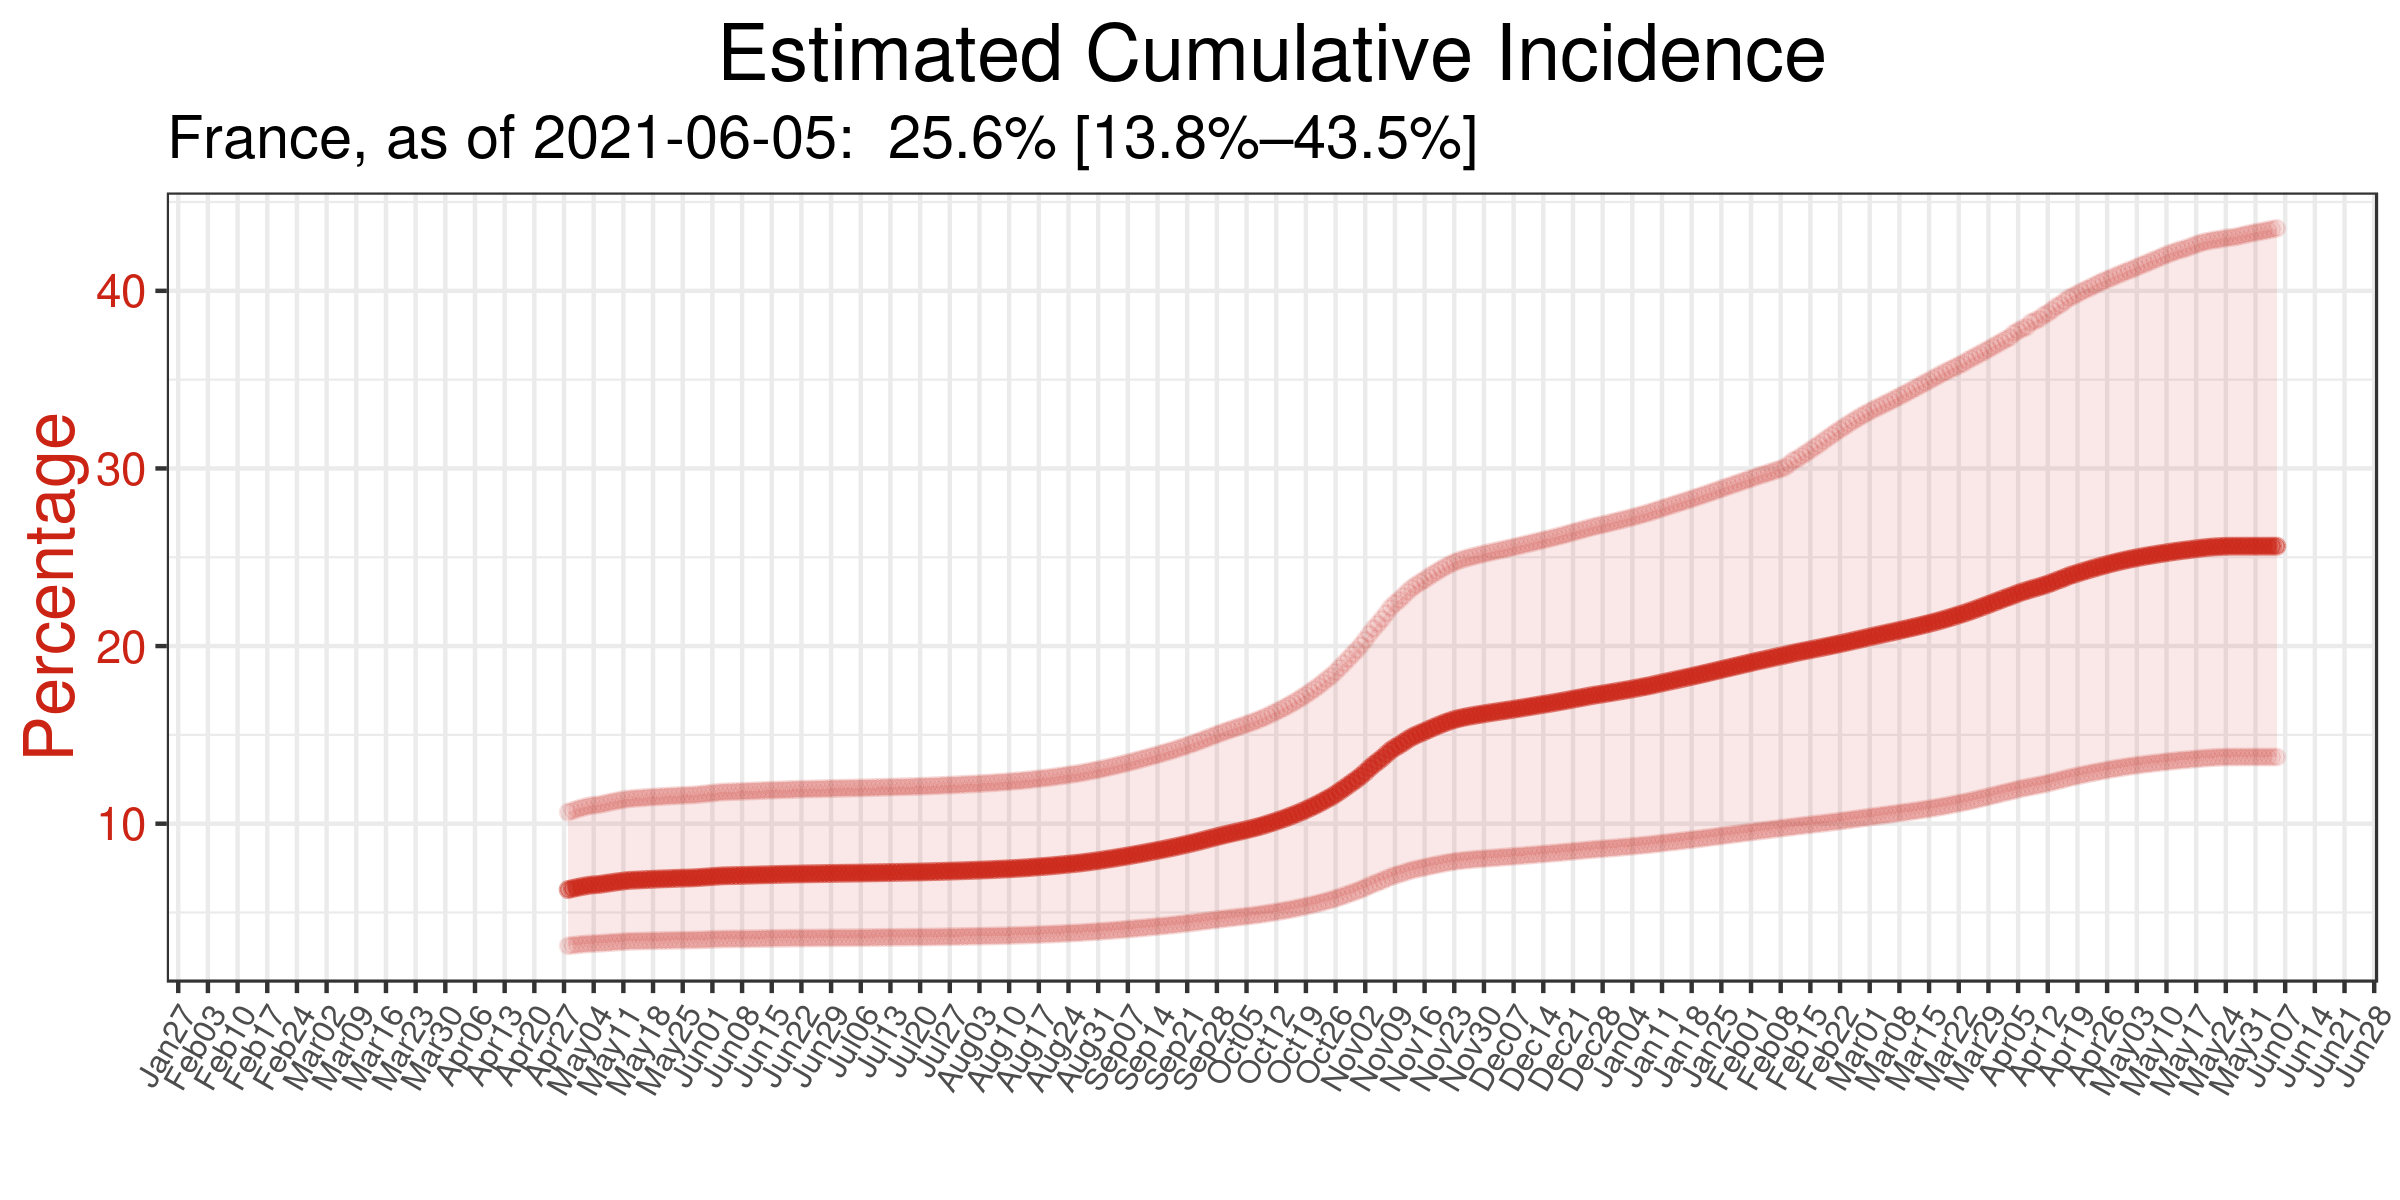 Estimated Cumulative Incidence
France, as of 2021-06-05: 25.6% [13.8%–43.5%]
Percentage
40
30
20
10
Jan27
Feb03
Feb10
Feb17
Feb24
Mar02
Mar09
Mar16
Mar23
Mar30
Apr06
Apr13
Apr20
Apr27
May04
May11
May18
May25
Jun01
Jun08
Jun15
Jun22
Jun29
Jul06
Jul13
Jul20
Jul27
Aug03
Aug10
Aug17
Aug24
Aug31
Sep07
Sep14
Sep21
Sep28
Oct05
Oct12
Oct19
Oct26
Nov02
Nov09
Nov16
Nov23
Nov30
Dec07
Dec14
Dec21
Dec28
Jan04
Jan11
Jan18
Jan25
Feb01
Feb08
Feb15
Feb22
Mar01
Mar08
Mar15
Mar22
Mar29
Apr05
Apr12
Apr19
Apr26
May03
May10
May17
May24
May31
Jun07
Jun14
Jun21
Jun28